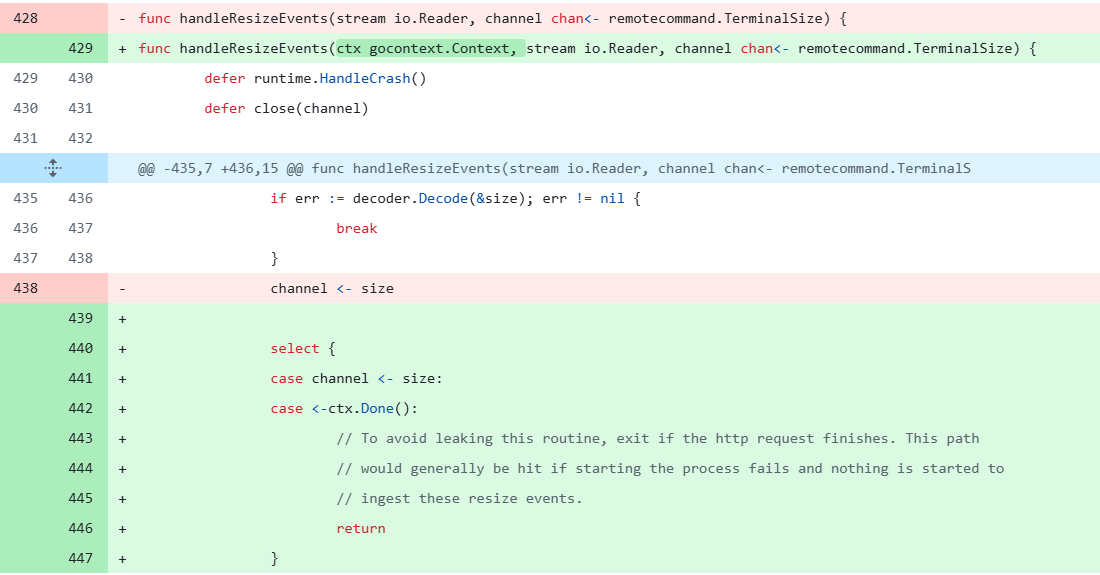 428 - func handleResizeEvents(stream io.Reader, channel chan<- remotecommand.TerminalSize) {
429 + func handleResizeEvents(ctx gocontext.Context, stream io.Reader, channel chan<- remotecommand.TerminalSize) {
429 430 defer runtime.HandleCrash()
430 431 defer close(channel)
431 432
@@ -435,7 +436,15 @@ func handleResizeEvents(stream io.Reader, channel chan<- remotecommand.TerminalS
435 436 if err := decoder.Decode(&size); err != nil {
436 437 break
437 438 }
438 - channel <- size
439 +
440 + select {
441 + case channel <- size:
442 + case <-ctx.Done():
443 + // To avoid leaking this routine, exit if the http request finishes. This path
444 + // would generally be hit if starting the process fails and nothing is started to
445 + // ingest these resize events.
446 + return
447 + }